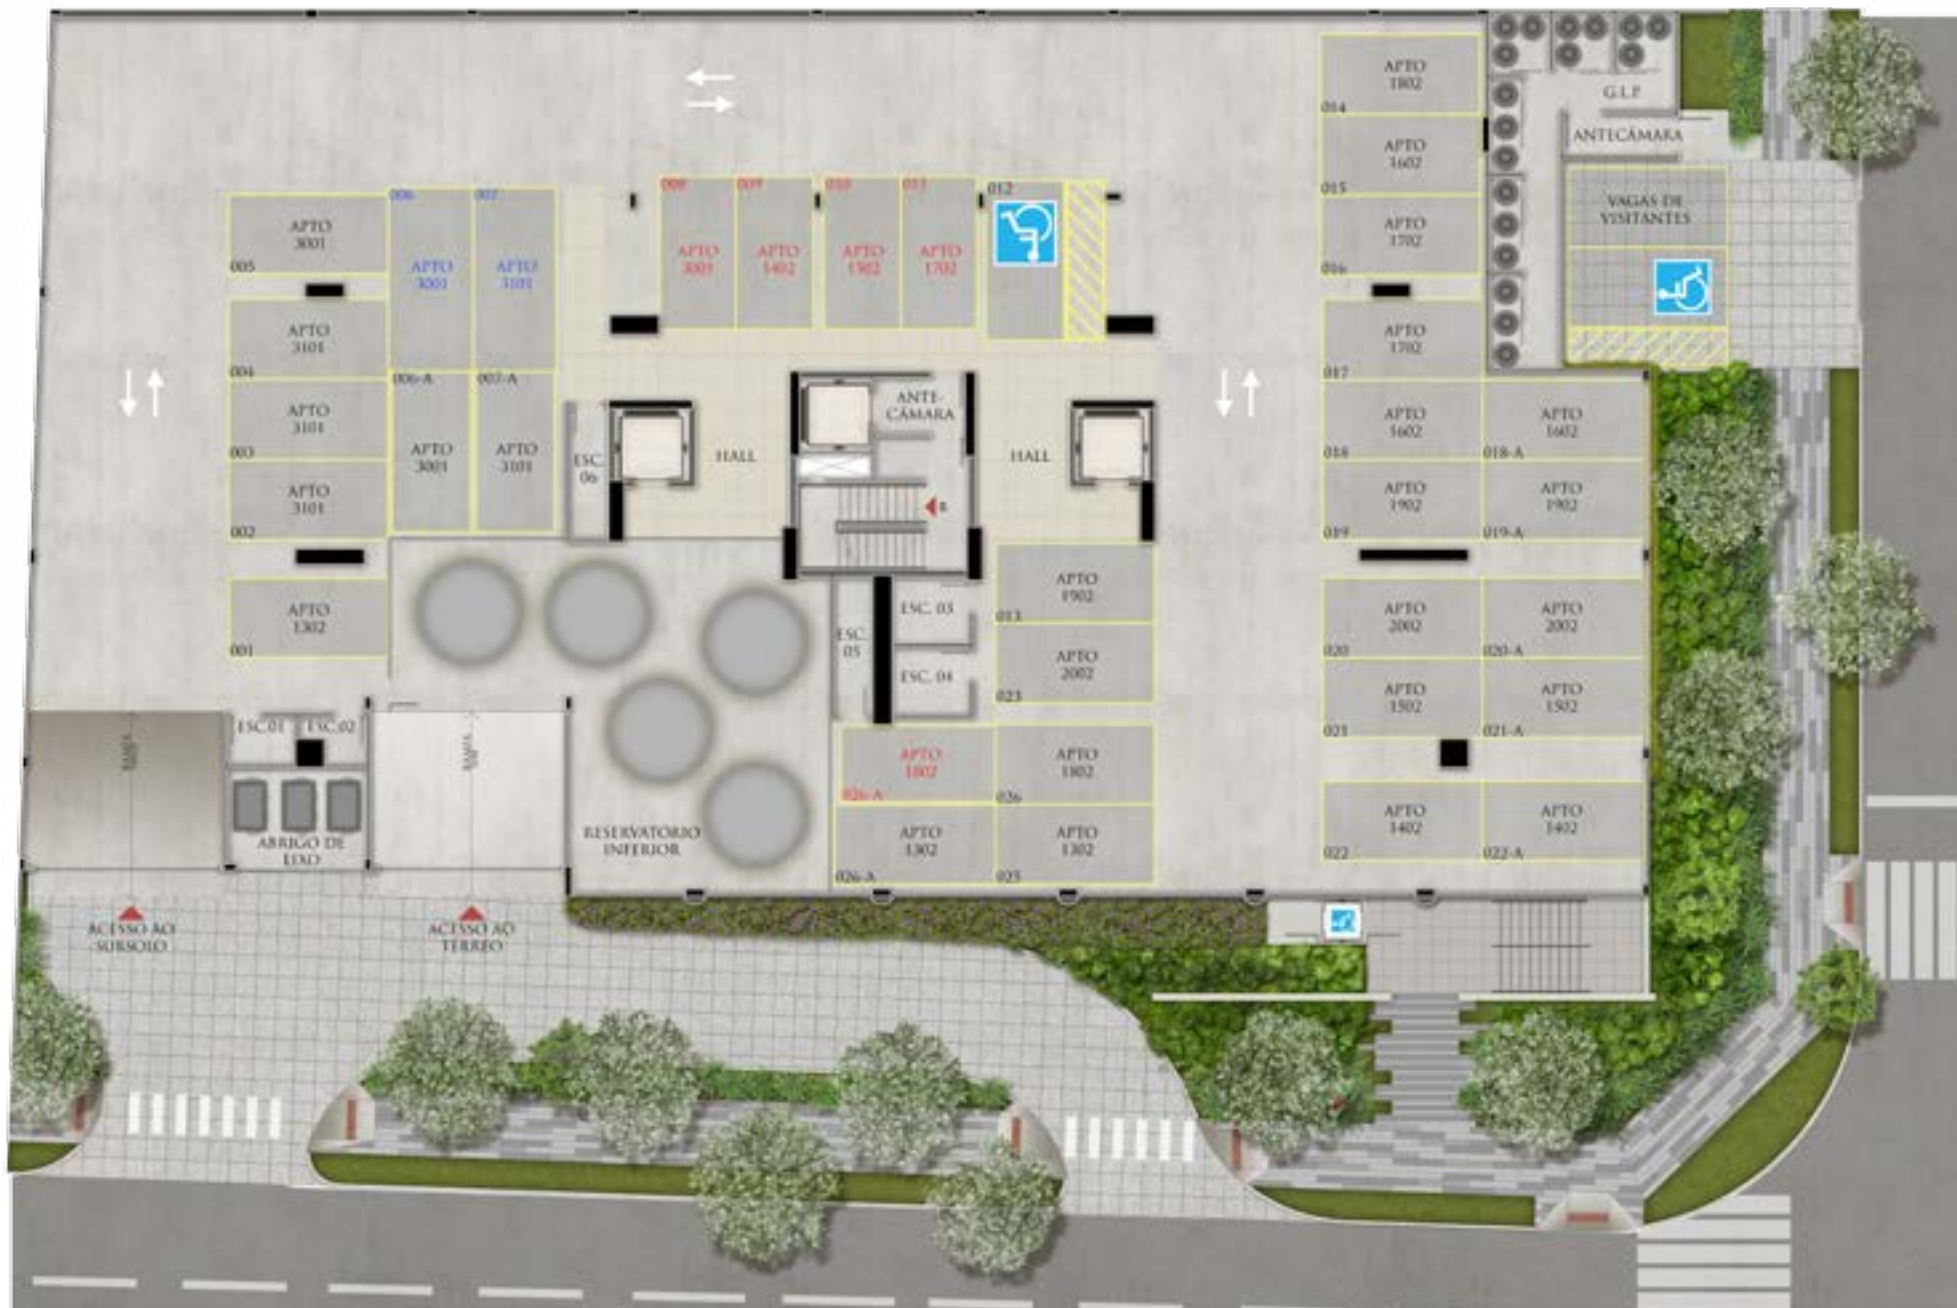 APTO
1802
014
APTO
1602
015
APTO
1702
016
G.L.P
ANTECÂMARA
VAGAS DE
VISITANTES
APTO
3001
005
006
APTO
3001
007
APTO
3101
008
APTO
3001
009
APTO
1402
010
APTO
1502
011
APTO
1702
012
APTO
3101
004
APTO
3101
003
APTO
3101
002
006-A
APTO
3001
007-A
APTO
3101
ESC.
06
HALL
ANTE-
CÂMARA
HALL
APTO
1702
017
APTO
1602
018
APTO
1602
018-A
APTO
1902
019
APTO
1902
019-A
APTO
1302
001
APTO
1902
013
ESC. 03
ESC.
05
ESC. 04
APTO
2002
023
APTO
2002
020
APTO
2002
020-A
APTO
1502
021
APTO
1502
021-A
ESC.01
ESC.02
RAMPA
RAMPA
APTO
1802
026-A
APTO
1802
026
APTO
1302
026-A
APTO
1302
025
APTO
1402
022
APTO
1402
022-A
ABRIGO DE
LIXO
RESERVATÓRIO
INFERIOR
ACESSO AO
SUBSOLO
ACESSO AO
TÉRREO